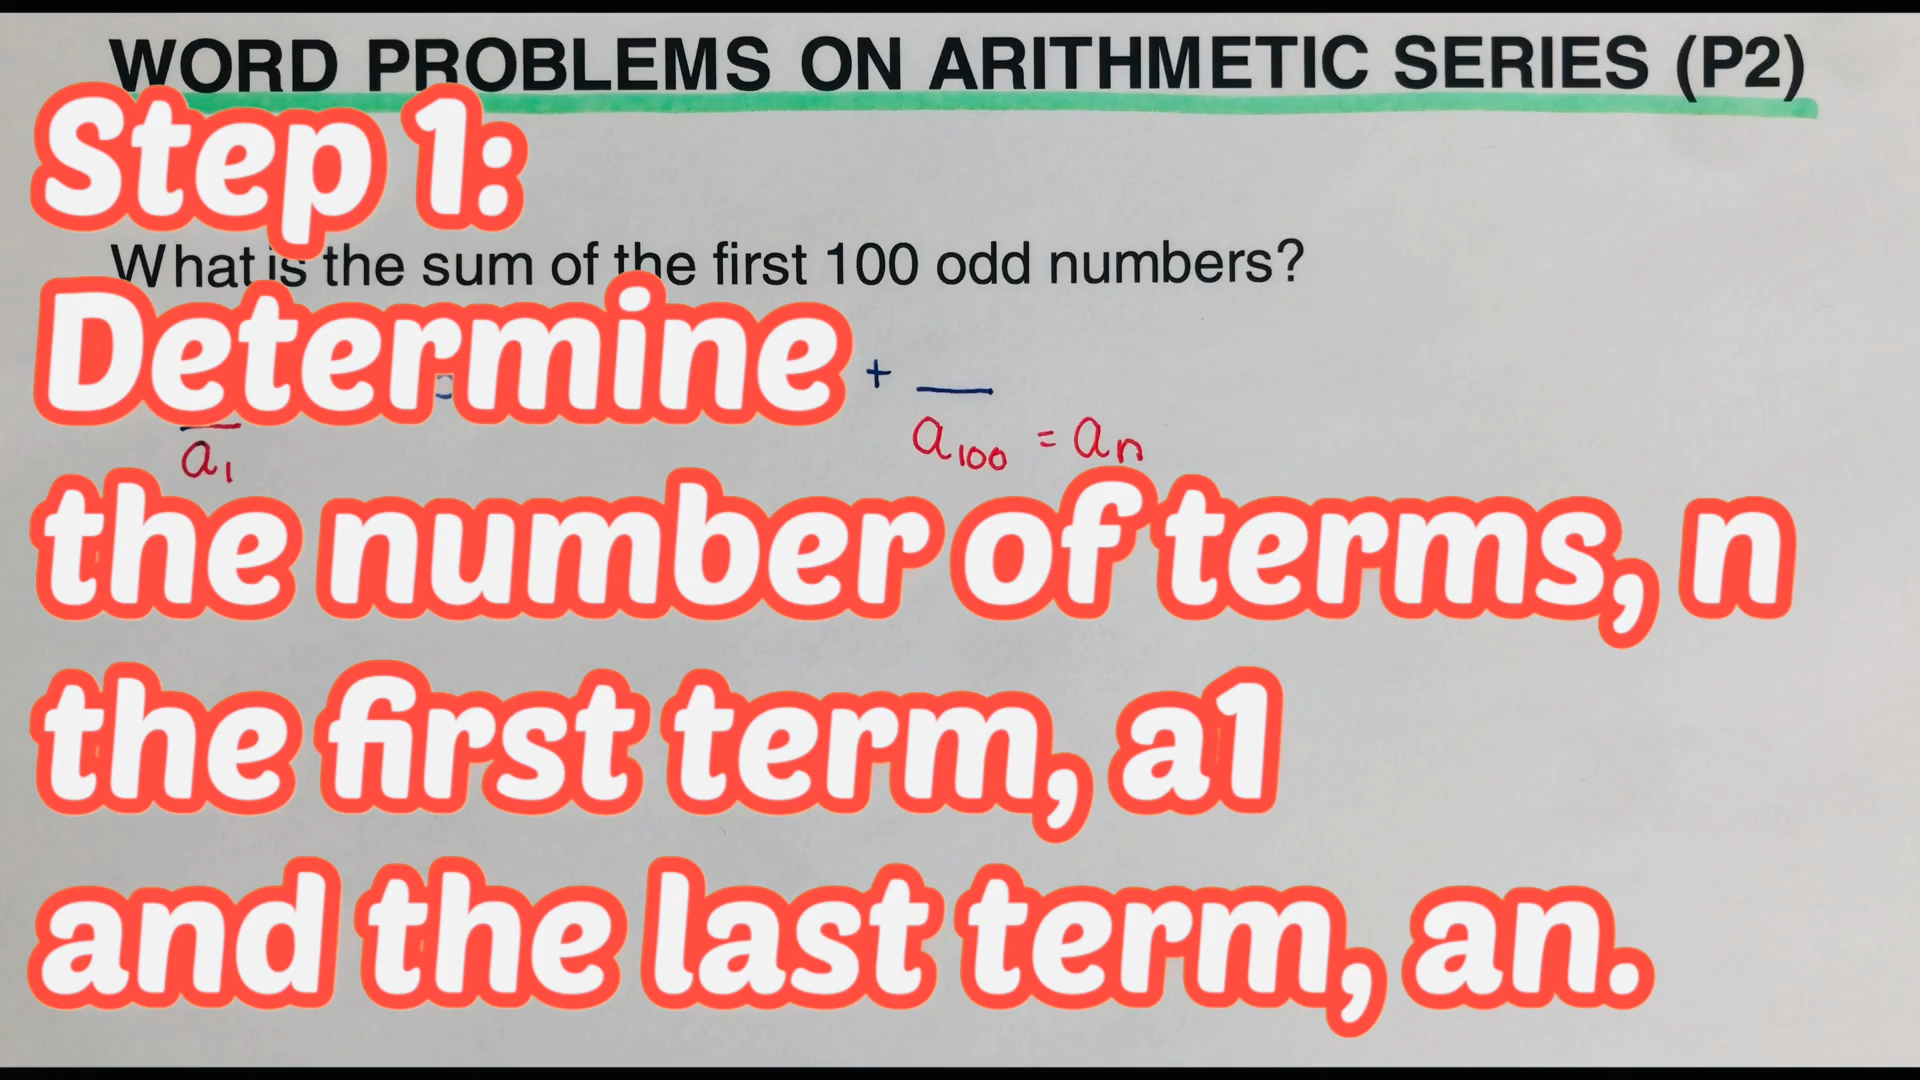 WORD PROBLEMS ON ARITHMETIC SERIES (P2)
Step 1:
What is the sum of the first 100 odd numbers?
Determine
+ __
a₁
a₁₀₀ = aₙ
the number of terms, n
the first term, a1
and the last term, an.